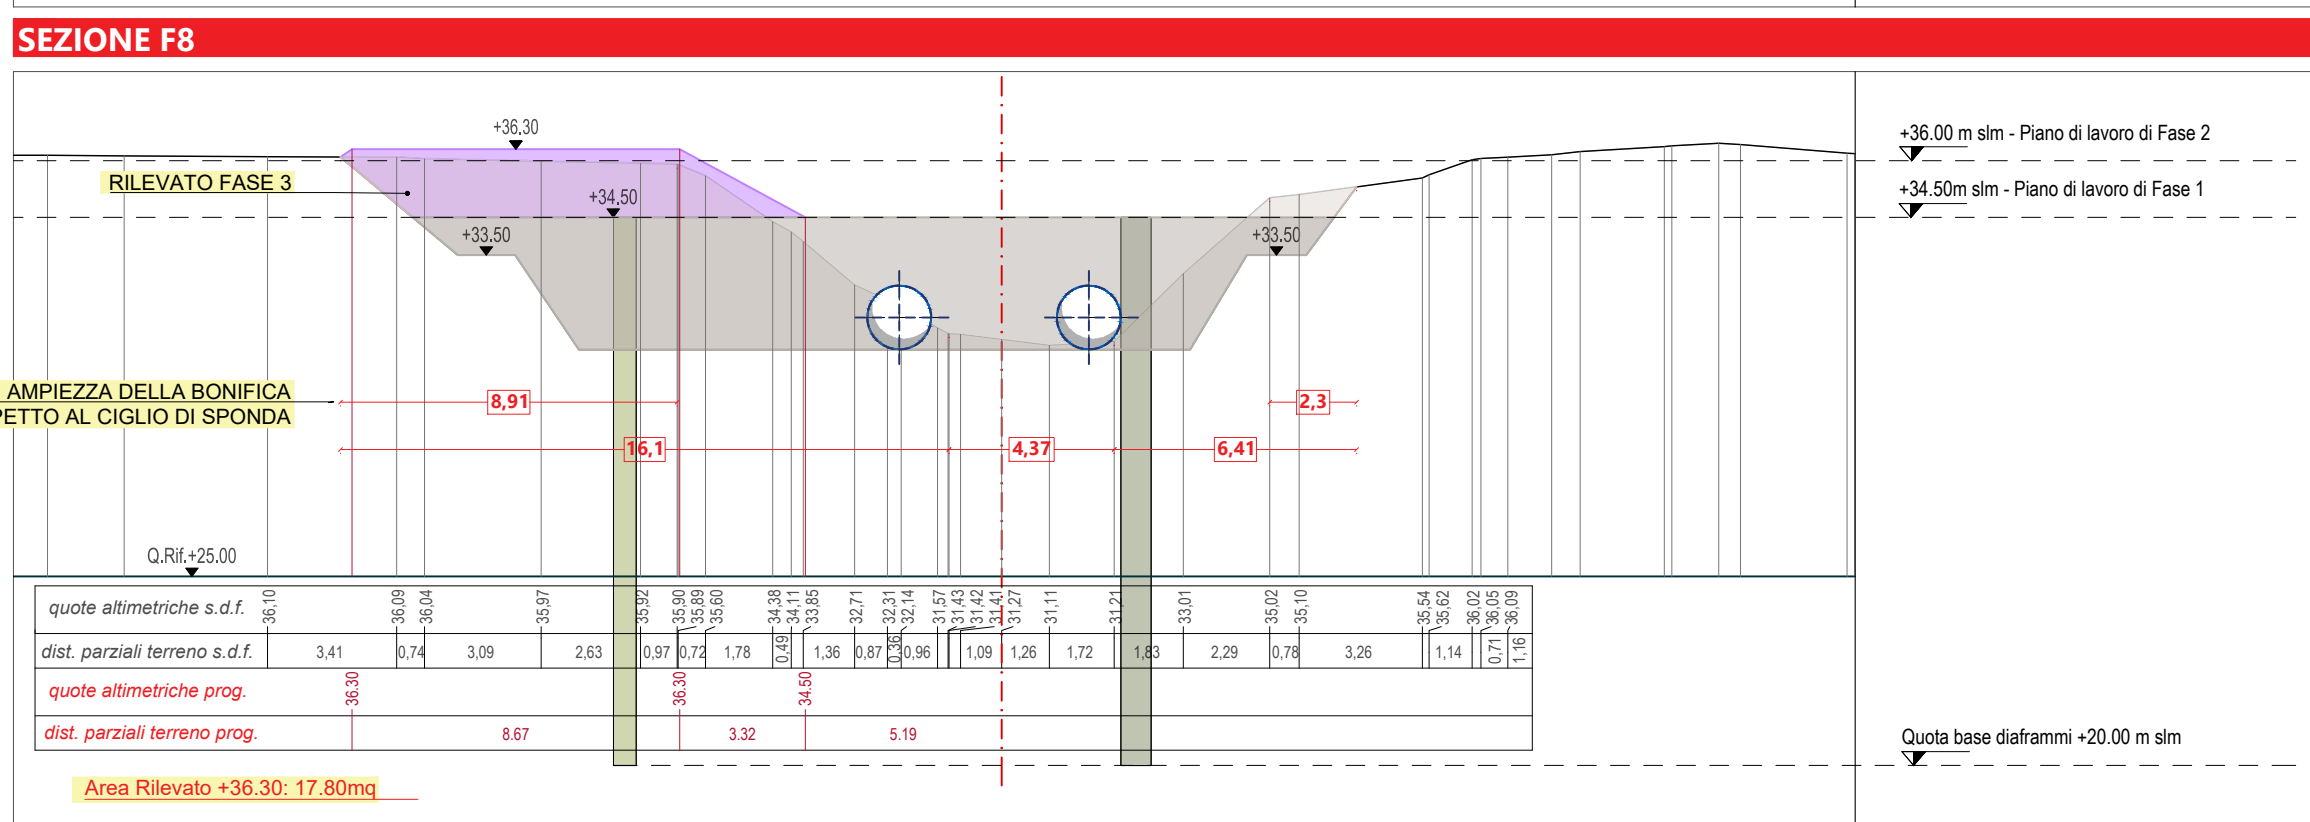 SEZIONE F8
+36.30
+36.00 m slm - Piano di lavoro di Fase 2
RILEVATO FASE 3
+34.50
+34.50m slm - Piano di lavoro di Fase 1
+33.50
+33.50
AMPIEZZA DELLA BONIFICA
PETTO AL CIGLIO DI SPONDA
8,91
2,3
16,1
4,37
6,41
Q.Rif.+25.00
quote altimetriche s.d.f. 36,10 36,09 36,04 35,97 35,92 35,90 35,89 35,60 34,38 34,11 33,85 32,71 32,31 32,14 31,57 31,43 31,42 31,41 31,27 31,11 31,21 33,01 35,02 35,10 35,54 35,62 36,02 36,05 36,09
dist. parziali terreno s.d.f. 3,41 0,74 3,09 2,63 0,97 0,72 1,78 0,49 1,36 0,87 0,36 0,96 1,09 1,26 1,72 1,83 2,29 0,78 3,26 1,14 0,71 1,16
quote altimetriche prog. 36.30 36.30 34.50
dist. parziali terreno prog. 8.67 3.32 5.19
Quota base diaframmi +20.00 m slm
Area Rilevato +36.30: 17.80mq